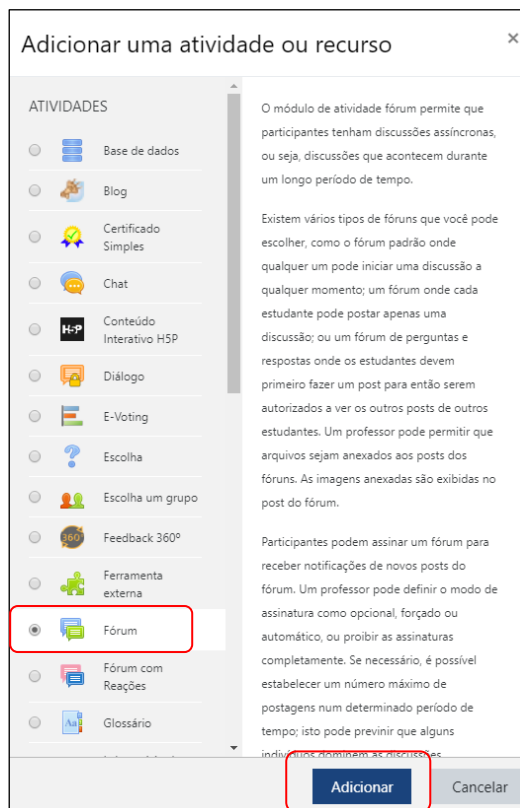 Adicionar uma atividade ou recurso
×
ATIVIDADES
Base de dados
Blog
Certificado
Simples
Chat
H5P
Conteúdo
Interativo H5P
Diálogo
E-Voting
Escolha
Escolha um grupo
360°
Feedback 360º
Ferramenta
externa
Fórum
Fórum com
Reações
Aa
Glossário
O módulo de atividade fórum permite que
participantes tenham discussões assíncronas,
ou seja, discussões que acontecem durante
um longo período de tempo.
Existem vários tipos de fóruns que você pode
escolher, como o fórum padrão onde
qualquer um pode iniciar uma discussão a
qualquer momento; um fórum onde cada
estudante pode postar apenas uma
discussão; ou um fórum de perguntas e
respostas onde os estudantes devem
primeiro fazer um post para então serem
autorizados a ver os outros posts de outros
estudantes. Um professor pode permitir que
arquivos sejam anexados aos posts dos
fóruns. As imagens anexadas são exibidas no
post do fórum.
Participantes podem assinar um fórum para
receber notificações de novos posts do
fórum. Um professor pode definir o modo de
assinatura como opcional, forçado ou
automático, ou proibir as assinaturas
completamente. Se necessário, é possível
estabelecer um número máximo de
postagens num determinado período de
tempo; isto pode previnir que alguns
indivíduos dominem as discussões
Adicionar
Cancelar